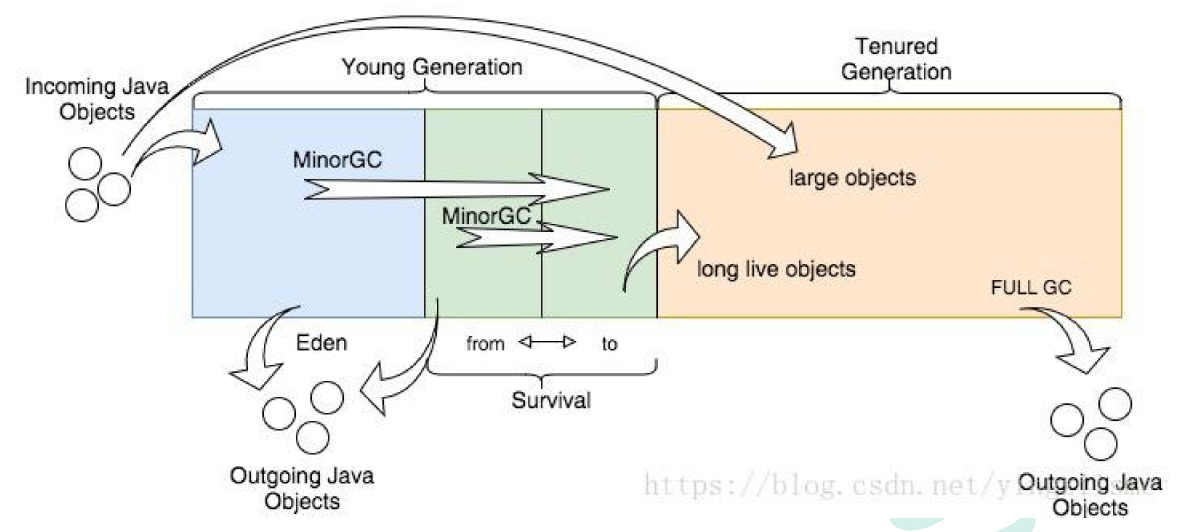 Tenured
Generation
Young Generation
Incoming Java
Objects
MinorGC
large objects
MinorGC
long live objects
FULL GC
Eden
from
to
Survival
Outgoing Java
Objects
https://blog.csdn.net/
Outgoing Java
Objects